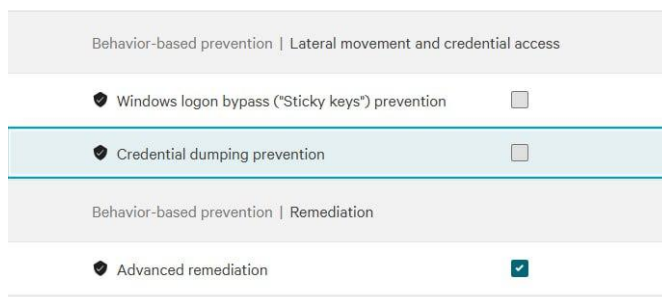 Behavior-based prevention | Lateral movement and credential access
Windows logon bypass ("Sticky keys") prevention
Credential dumping prevention
Behavior-based prevention | Remediation
Advanced remediation